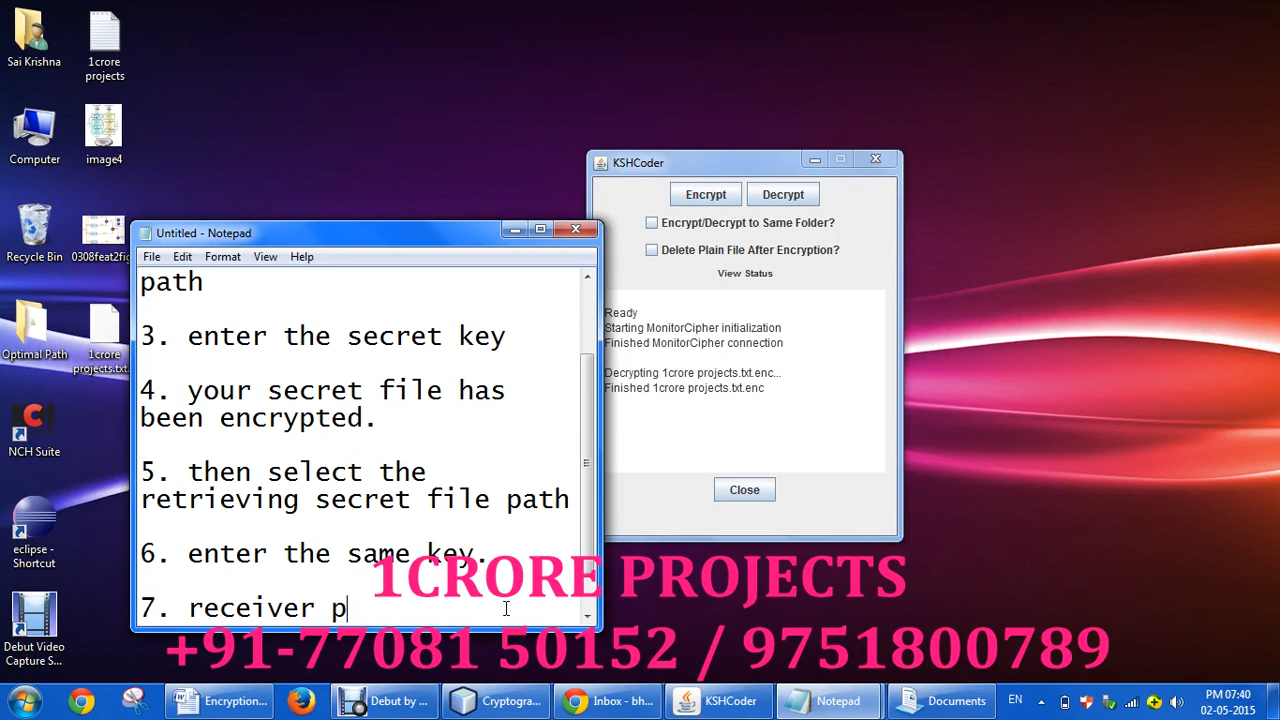 Sai Krishna
1crore
projects
Computer
image4
Recycle Bin
0308feat2fig
Optimal Path
1crore
projects.txt
NCH Suite
eclipse -
Shortcut
Debut Video
Capture S...
Untitled - Notepad
File Edit Format View Help
path
3. enter the secret key
4. your secret file has
been encrypted.
5. then select the
retrieving secret file path
6. enter the same key.
7. receiver p
KSHCoder
Encrypt Decrypt
Encrypt/Decrypt to Same Folder?
Delete Plain File After Encryption?
View Status
Ready
Starting MonitorCipher initialization
Finished MonitorCipher connection
Decrypting 1crore projects.txt.enc...
Finished 1crore projects.txt.enc
Close
1CRORE PROJECTS
+91-77081 50152 / 9751800789
Encryption... Debut by ... Cryptogra... Inbox - bh... KSHCoder Notepad Documents EN PM 07:40
02-05-2015